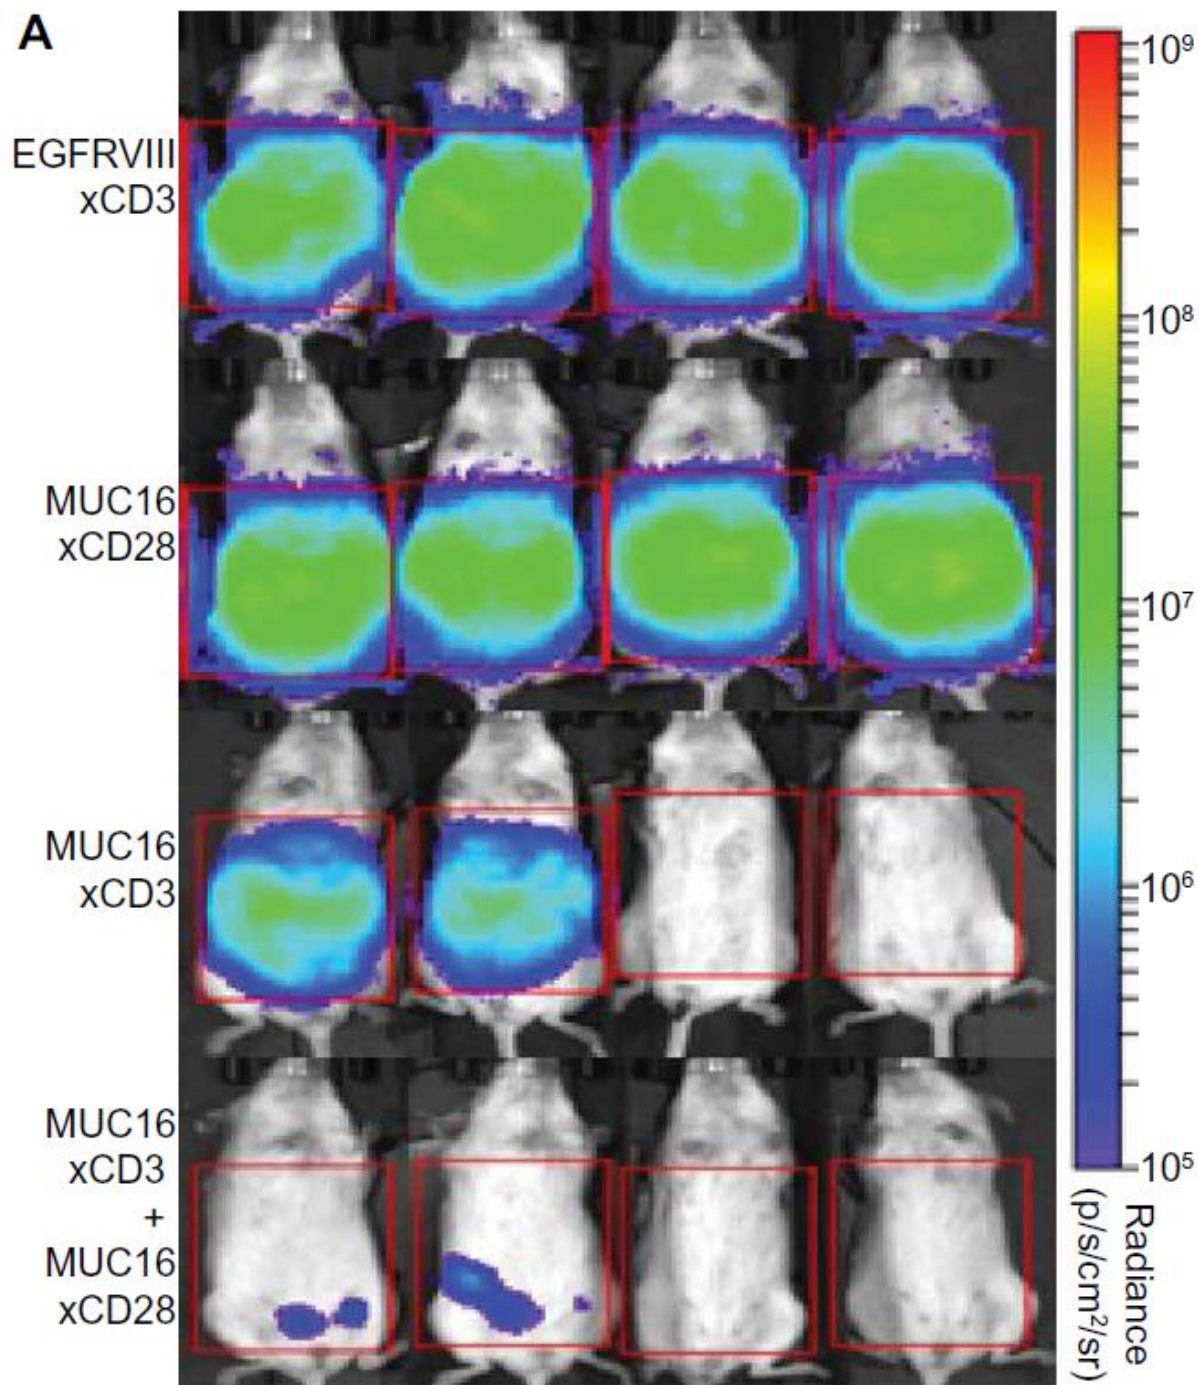 A
EGFRVIII
xCD3
MUC16
xCD28
MUC16
xCD3
MUC16
xCD3
+
MUC16
xCD28
10⁹
10⁸
10⁷
10⁶
10⁵
Radiance
(p/s/cm²/sr)